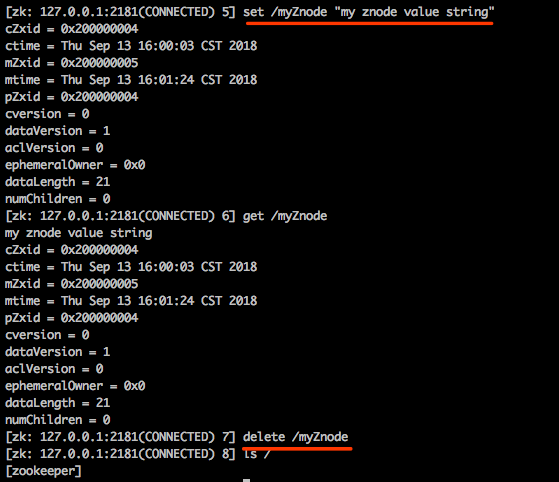 [zk: 127.0.0.1:2181(CONNECTED) 5] set /myZnode "my znode value string"
cZxid = 0x200000004
ctime = Thu Sep 13 16:00:03 CST 2018
mZxid = 0x200000005
mtime = Thu Sep 13 16:01:24 CST 2018
pZxid = 0x200000004
cversion = 0
dataVersion = 1
aclVersion = 0
ephemeralOwner = 0x0
dataLength = 21
numChildren = 0
[zk: 127.0.0.1:2181(CONNECTED) 6] get /myZnode
my znode value string
cZxid = 0x200000004
ctime = Thu Sep 13 16:00:03 CST 2018
mZxid = 0x200000005
mtime = Thu Sep 13 16:01:24 CST 2018
pZxid = 0x200000004
cversion = 0
dataVersion = 1
aclVersion = 0
ephemeralOwner = 0x0
dataLength = 21
numChildren = 0
[zk: 127.0.0.1:2181(CONNECTED) 7] delete /myZnode
[zk: 127.0.0.1:2181(CONNECTED) 8] ls /
[zookeeper]